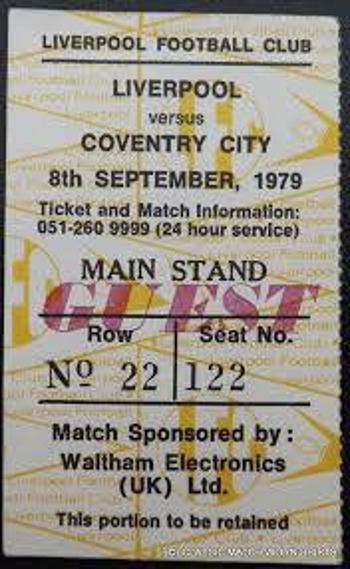 LIVERPOOL FOOTBALL CLUB
LIVERPOOL
versus
COVENTRY CITY
8th SEPTEMBER, 1979
Ticket and Match Information:
051-260 9999 (24 hour service)
MAIN STAND
GUEST
Row Seat No.
Nº 22 122
Match Sponsored by:
Waltham Electronics
(UK) Ltd.
This portion to be retained